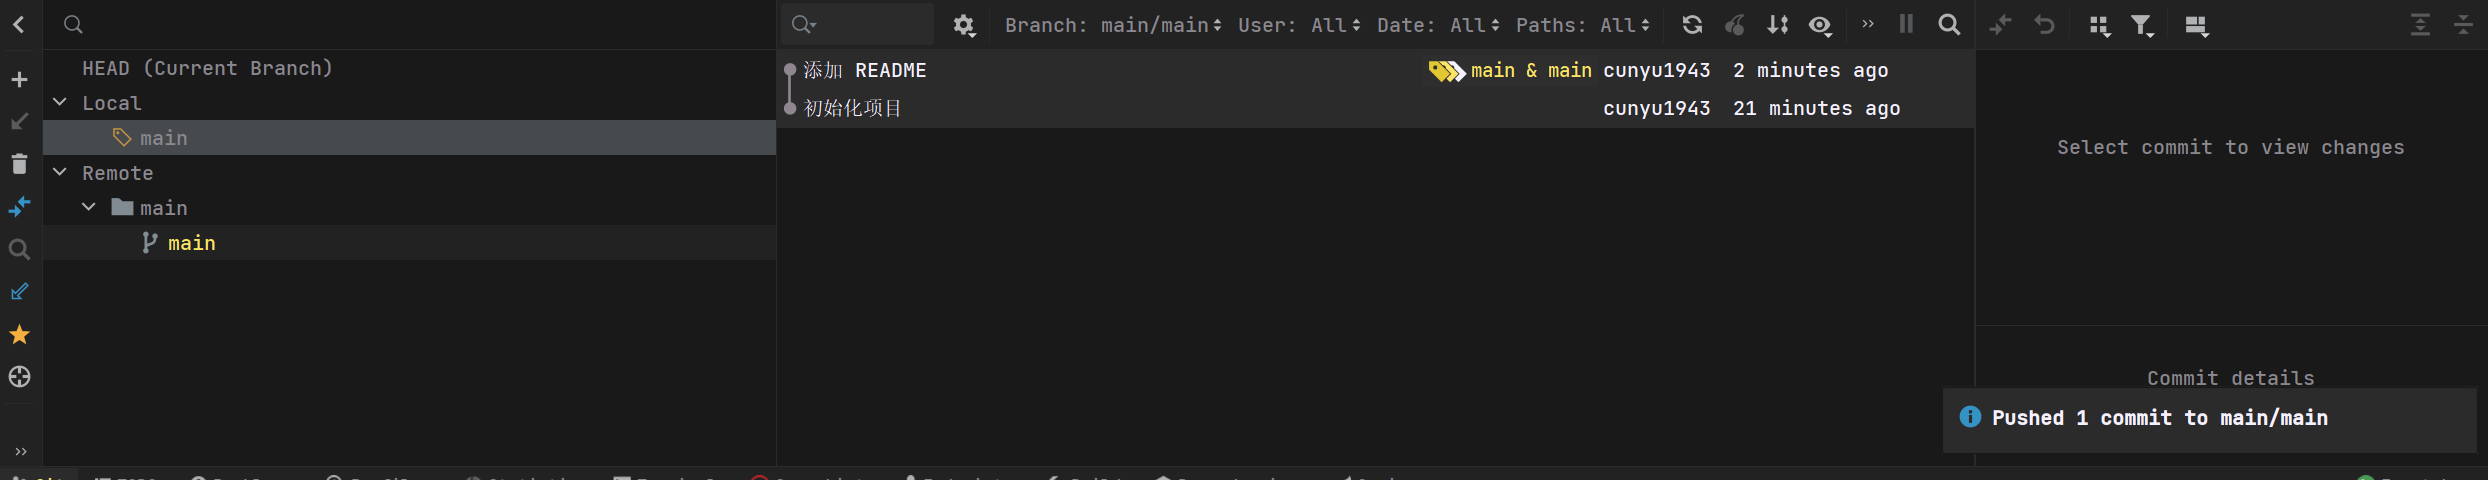 Branch: main/main User: All Date: All Paths: All
HEAD (Current Branch)
Local
main
Remote
main
main
添加 README main & main cunyu1943 2 minutes ago
初始化项目 cunyu1943 21 minutes ago
Select commit to view changes
Commit details
Pushed 1 commit to main/main